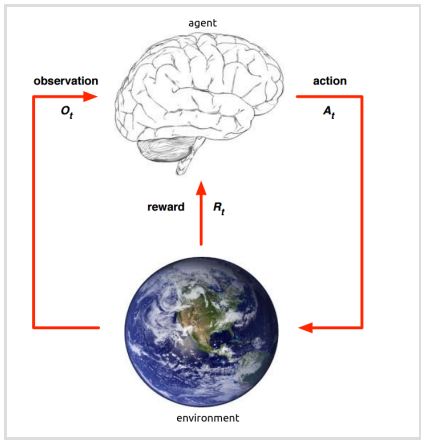 agent
observation
action
O_t
A_t
reward
R_t
environment